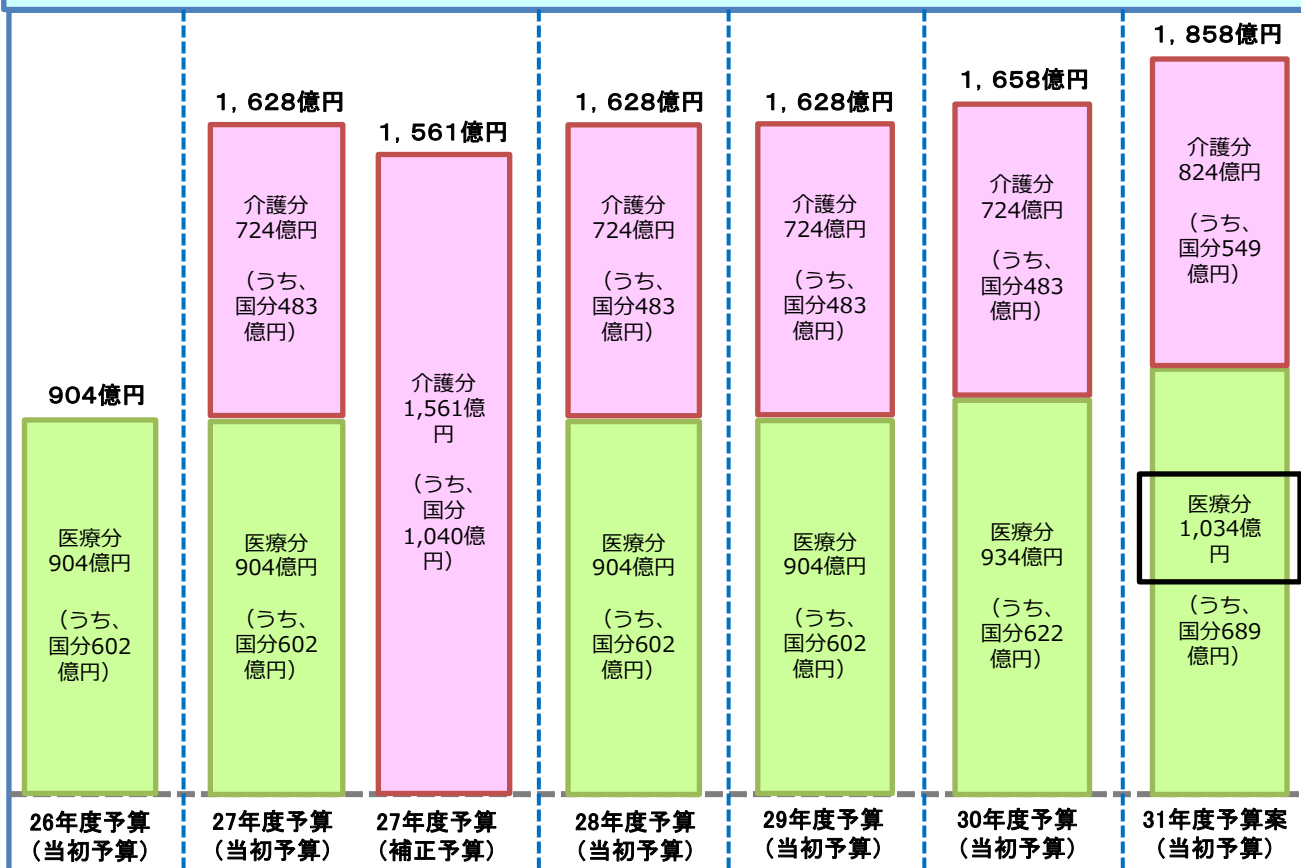 904億円
医療分
904億円
（うち、
国分602
億円）
26年度予算
（当初予算）
1，628億円
介護分
724億円
（うち、
国分483
億円）
医療分
904億円
（うち、
国分602
億円）
27年度予算
（当初予算）
1，561億円
介護分
1,561億
円
（うち、
国分
1,040億
円）
27年度予算
（補正予算）
1，628億円
介護分
724億円
（うち、
国分483
億円）
医療分
904億円
（うち、
国分602
億円）
28年度予算
（当初予算）
1，628億円
介護分
724億円
（うち、
国分483
億円）
医療分
904億円
（うち、
国分602
億円）
29年度予算
（当初予算）
1，658億円
介護分
724億円
（うち、
国分483
億円）
医療分
934億円
（うち、
国分622
億円）
30年度予算
（当初予算）
1，858億円
介護分
824億円
（うち、
国分549
億円）
医療分
1,034億
円
（うち、
国分689
億円）
31年度予算案
（当初予算）